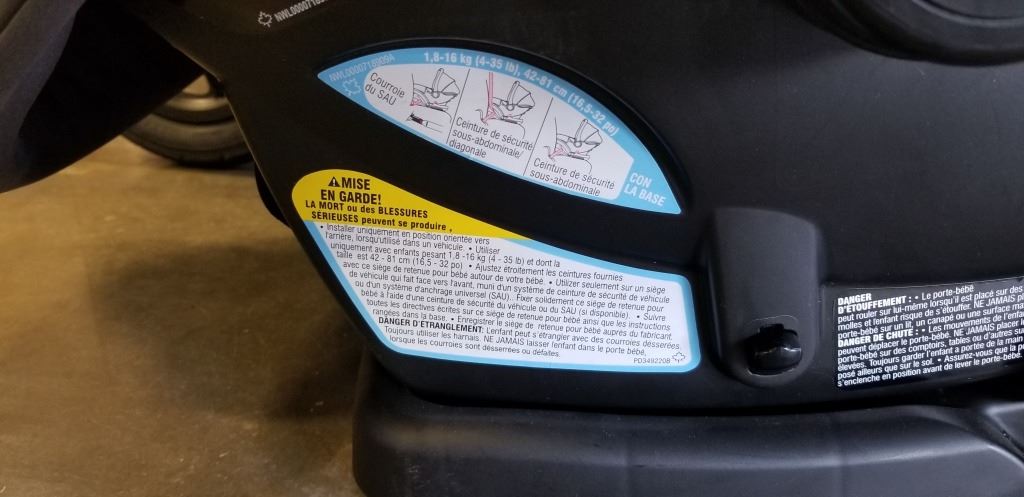 NWL00007189
NWL0000718909A
1,8-16 kg (4-35 lb), 42-81 cm (16,5-32 po)
Courroie
du SAU
Ceinture de sécurité
sous-abdominale/
diagonale
Ceinture de sécurité
sous-abdominale
CON
LA BASE
MISE
EN GARDE!
LA MORT ou des BLESSURES
SÉRIEUSES peuvent se produire .
• Installer uniquement en position orientée vers
l'arrière, lorsqu'utilisé dans un véhicule. • Utiliser
uniquement avec enfants pesant 1,8 -16 kg (4 - 35 lb) et dont la
taille est 42 - 81 cm (16,5 - 32 po) • Ajustez étroitement les ceintures fournies
avec ce siège de retenue pour bébé autour de votre bébé. • Utilizer seulement sur un siège
de véhicule qui fait face vers l'avant, muni d'un système de ceinture de sécurité de véhicule
ou d'un système d'anchrage universel (SAU).. Fixer solidement ce siège de retenue pour
bébé à l'aide d'une ceinture de sécurité du véhicule ou du SAU (si disponible). • Suivre
toutes les directives écrites sur ce siège de retenue pour bébé ainsi que les instructions
rangées dans la base. • Enregistrer le siège de retenue pour bébé auprès du fabricant.
DANGER D'ÉTRANGLEMENT: L'enfant peut s'étrangler avec des courroies desserrées.
Toujours utiliser les harnais. NE JAMAIS laisser l'enfant dans le porte bébé,
lorsque les courroies sont desserrées ou défaites.
PD349220B
DANGER
D'ÉTOUFFEMENT : • Le porte-bébé
peut rouler sur lui-même lorsqu'il est placé sur des
molles et l'enfant risque de s'étouffer. NE JAMAIS
porte-bébé sur un lit, un canapé ou une surface
DANGER DE CHUTE : • Les mouvements de l'enfa
peuvent déplacer le porte-bébé. NE JAMAIS placer
porte-bébé sur des comptoirs, tables ou d'autres
élevées. Toujours garder l'enfant à portée de la main
posé ailleurs que sur le sol. • Assurez-vous que la
s'enclenche en position avant de lever le porte-bébé.